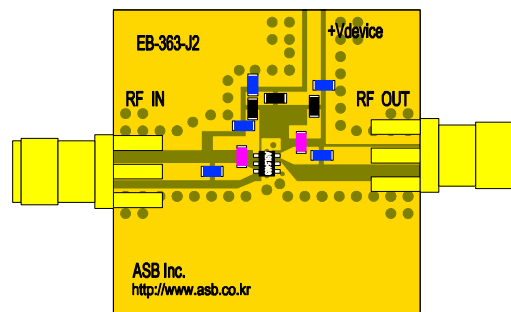 EB-363-J2
+Vdevice
RF IN
RF OUT
ASB Inc.
http://www.asb.co.kr